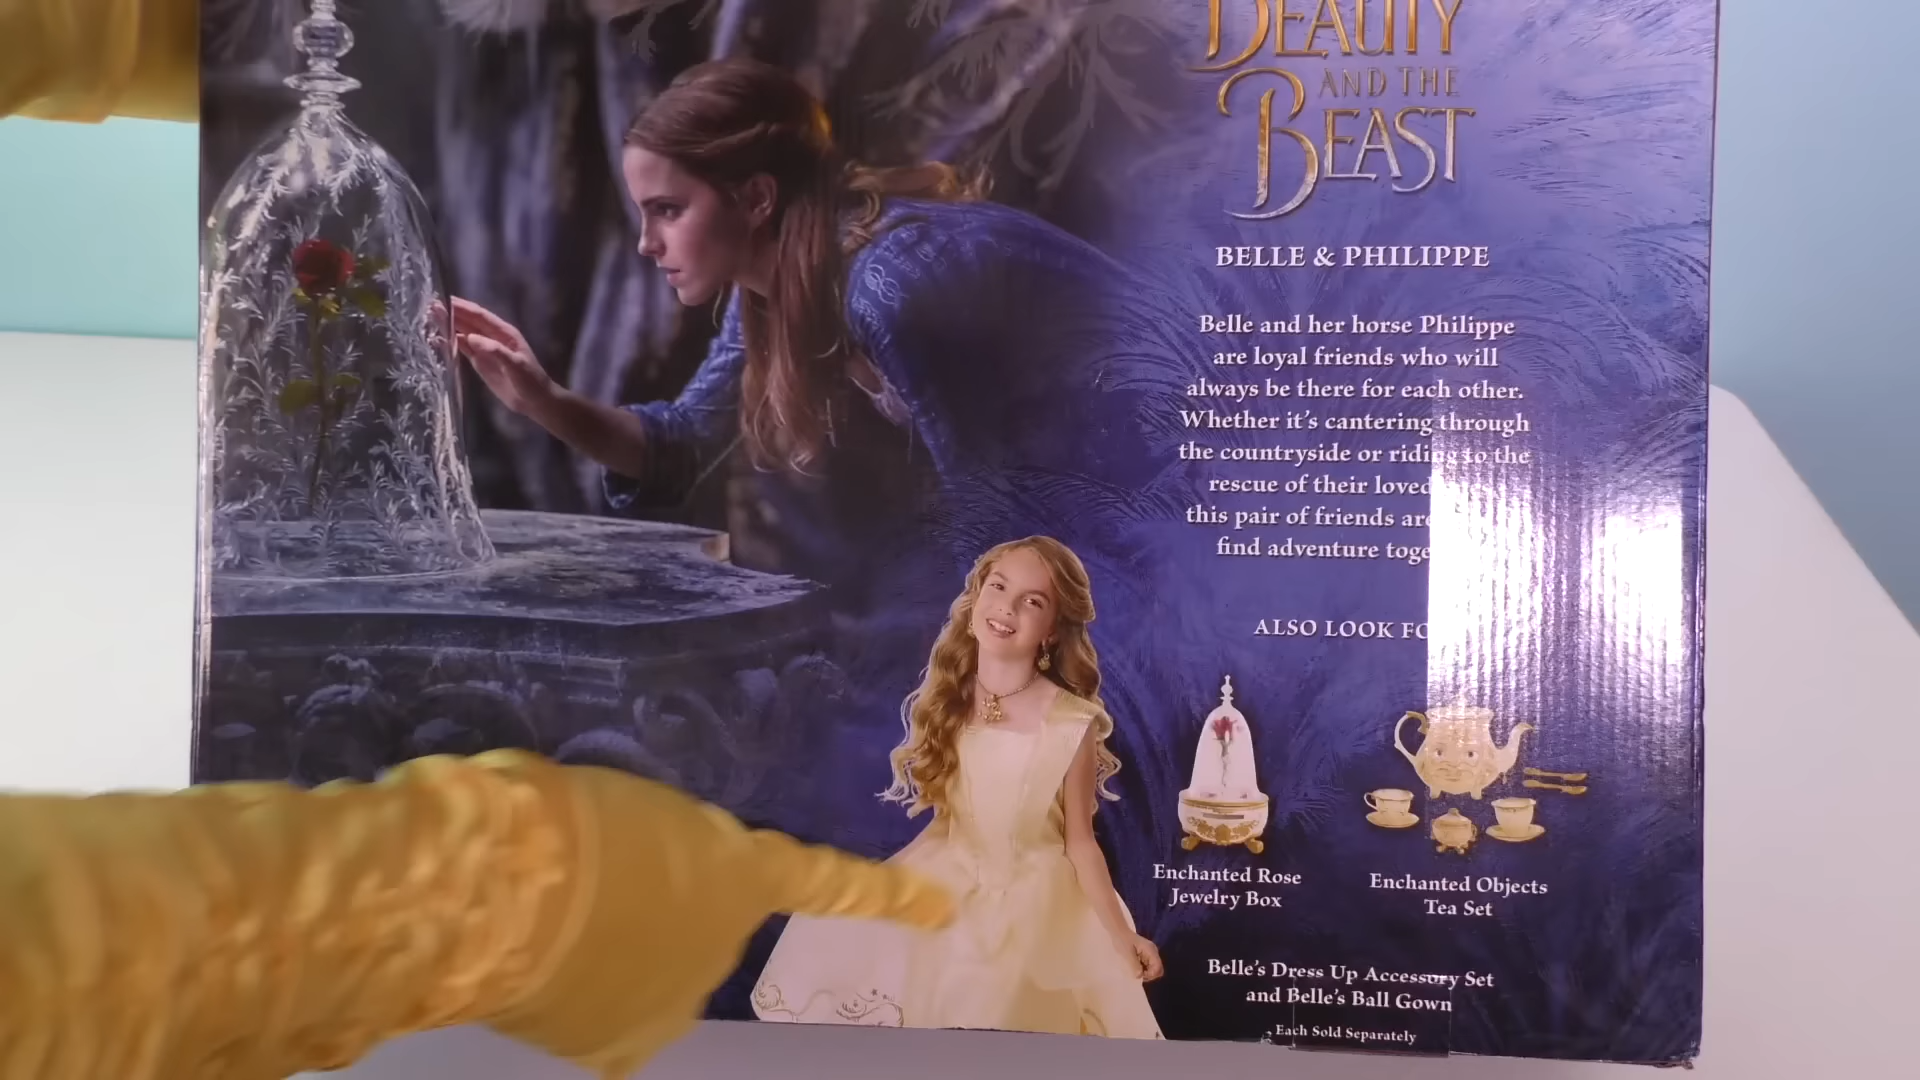 BEAUTY
AND THE
BEAST
BELLE & PHILIPPE
Belle and her horse Philippe
are loyal friends who will
always be there for each other.
Whether it's cantering through
the countryside or riding to the
rescue of their loved
this pair of friends are
find adventure
ALSO LOOK
Enchanted Rose
Jewelry Box
Enchanted Objects
Tea Set
Belle's Dress Up Accessory Set
and Belle's Ball Gown
Each Sold Separately